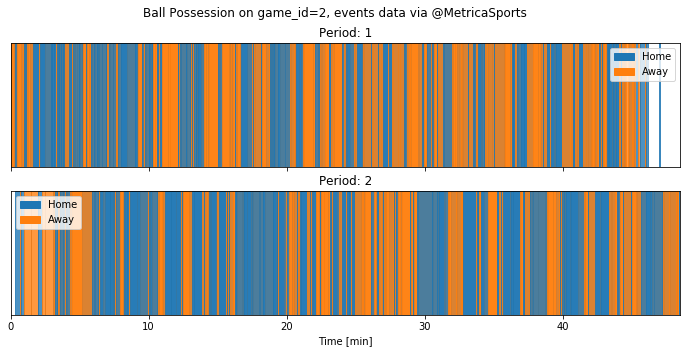 Ball Possession on game_id=2, events data via @MetricaSports
Period: 1
Home
Away
Period: 2
Home
Away
0 10 20 30 40
Time [min]